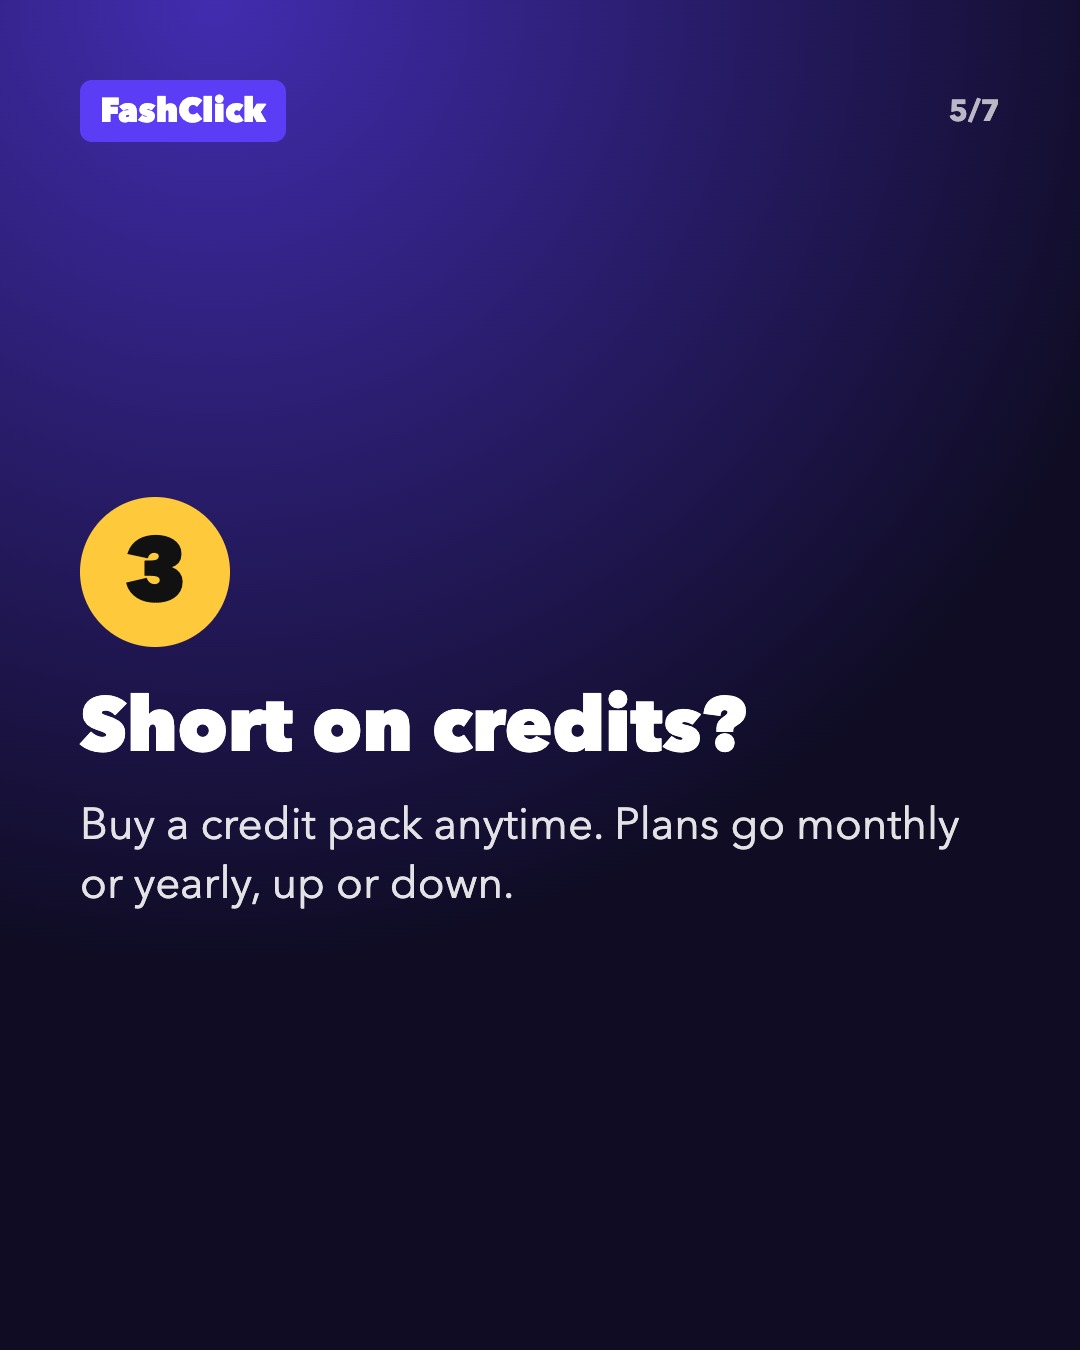 FashClick
5/7
3
Short on credits?
Buy a credit pack anytime. Plans go monthly
or yearly, up or down.